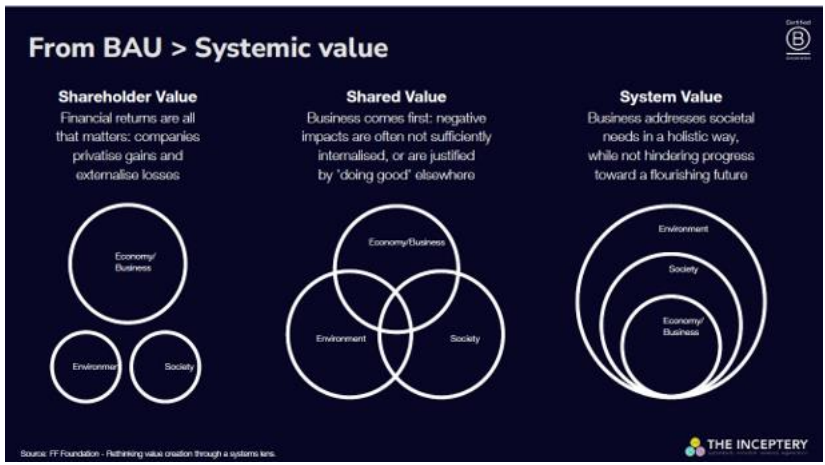 From BAU > Systemic value
Certified
B
Corporation
Shareholder Value
Financial returns are all
that matters: companies
privatise gains and
externalise losses
Shared Value
Business comes first: negative
impacts are often not sufficiently
internalised, or are justified
by 'doing good' elsewhere
System Value
Business addresses societal
needs in a holistic way,
while not hindering progress
toward a flourishing future
Economy/
Business
Environmen
Society
Economy/Business
Environment
Society
Environment
Society
Economy/
Business
Source: FF Foundation - Rethinking value creation through a systems lens.
THE INCEPTERY